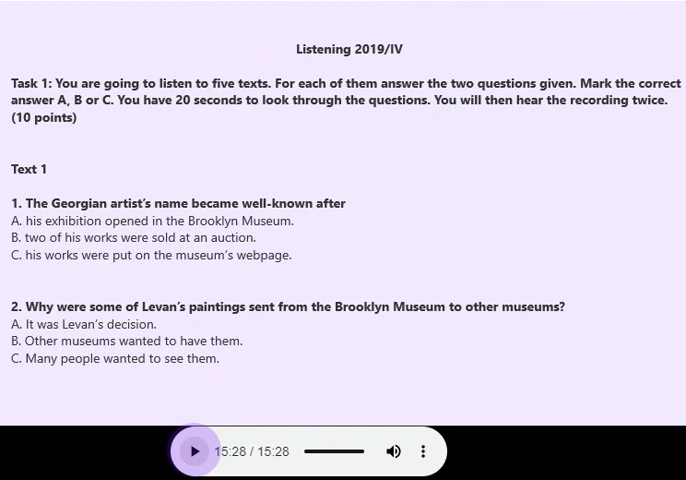 Listening 2019/IV
Task 1: You are going to listen to five texts. For each of them answer the two questions given. Mark the correct
answer A, B or C. You have 20 seconds to look through the questions. You will then hear the recording twice.
(10 points)
Text 1
1. The Georgian artist’s name became well-known after
A. his exhibition opened in the Brooklyn Museum.
B. two of his works were sold at an auction.
C. his works were put on the museum’s webpage.
2. Why were some of Levan’s paintings sent from the Brooklyn Museum to other museums?
A. It was Levan’s decision.
B. Other museums wanted to have them.
C. Many people wanted to see them.
15:28 / 15:28